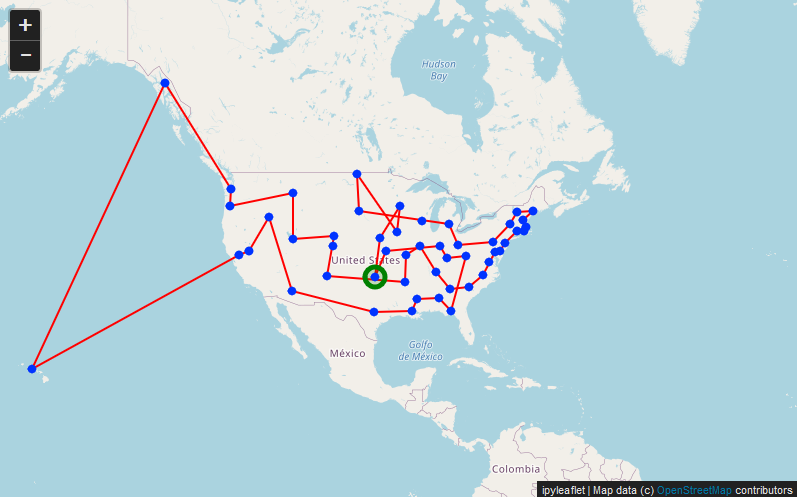 +
−
Hudson
Bay
United States
Golfo
de México
México
Colombia
ipyleaflet | Map data (c) OpenStreetMap contributors